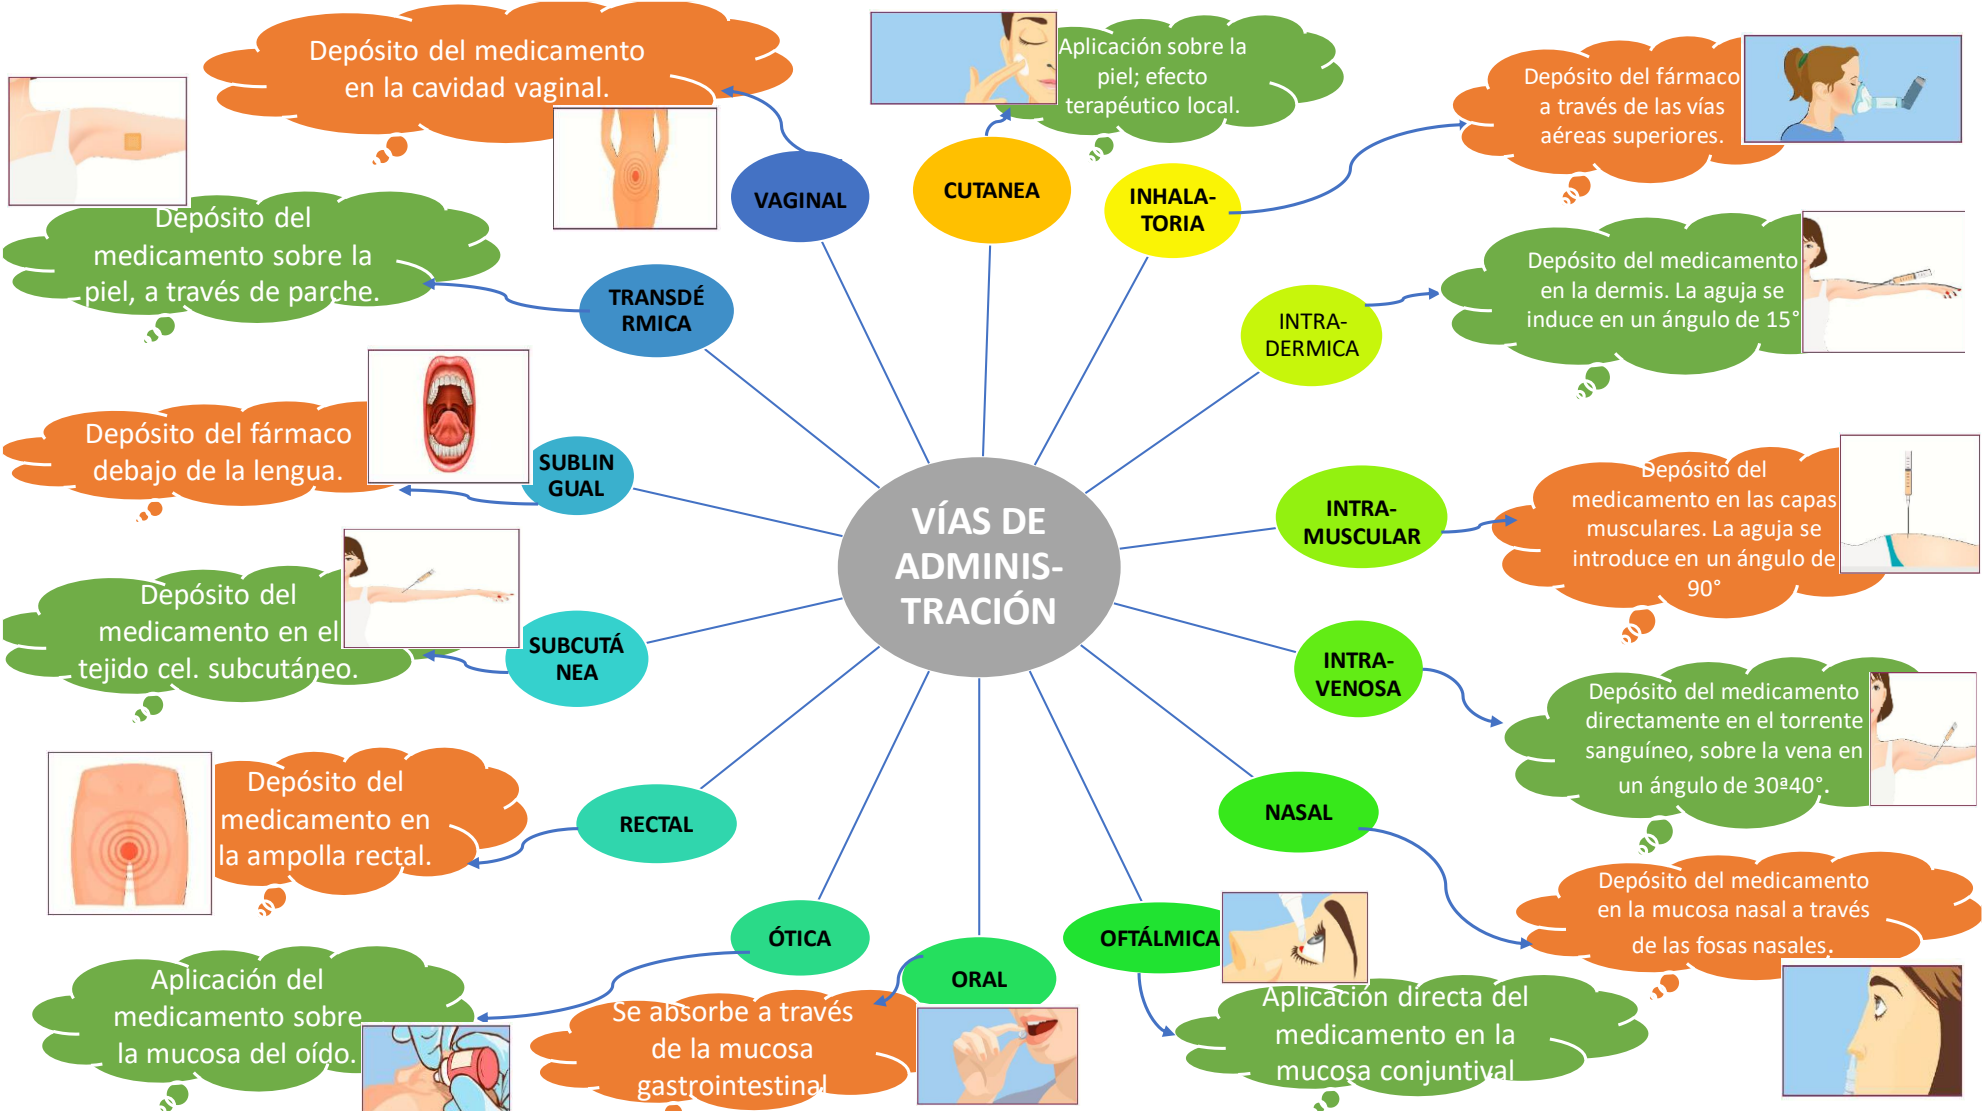 VÍAS DE
ADMINIS-
TRACIÓN
CUTANEA
Aplicación sobre la
piel; efecto
terapéutico local.
INHALA-
TORIA
Depósito del fármaco
a través de las vías
aéreas superiores.
INTRA-
DERMICA
Depósito del medicamento
en la dermis. La aguja se
induce en un ángulo de 15°
INTRA-
MUSCULAR
Depósito del
medicamento en las capas
musculares. La aguja se
introduce en un ángulo de
90°
INTRA-
VENOSA
Depósito del medicamento
directamente en el torrente
sanguíneo, sobre la vena en
un ángulo de 30ª40°.
NASAL
Depósito del medicamento
en la mucosa nasal a través
de las fosas nasales.
OFTÁLMICA
Aplicación directa del
medicamento en la
mucosa conjuntival
ORAL
Se absorbe a través
de la mucosa
gastrointestinal
ÓTICA
Aplicación del
medicamento sobre
la mucosa del oído.
RECTAL
Depósito del
medicamento en
la ampolla rectal.
SUBCUTÁ
NEA
Depósito del
medicamento en el
tejido cel. subcutáneo.
SUBLIN
GUAL
Depósito del fármaco
debajo de la lengua.
TRANSDÉ
RMICA
Depósito del
medicamento sobre la
piel, a través de parche.
VAGINAL
Depósito del medicamento
en la cavidad vaginal.